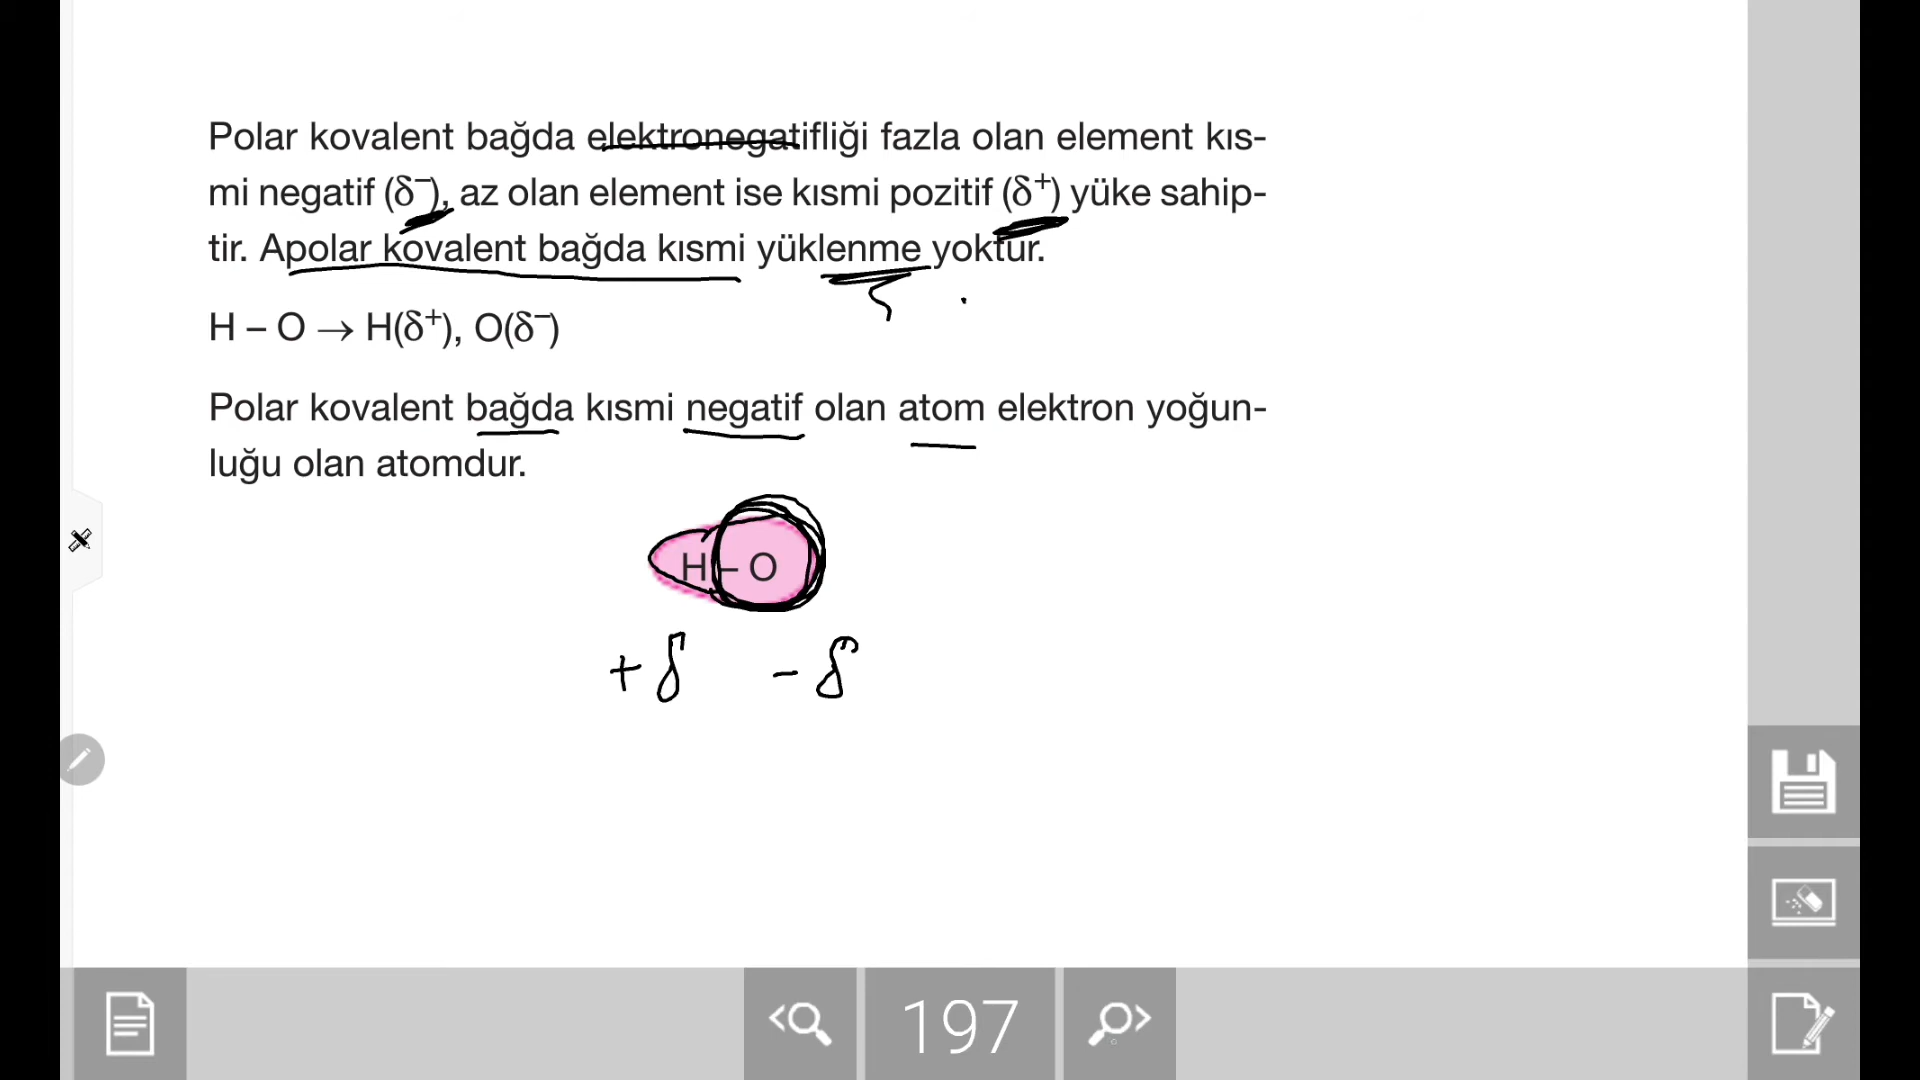 Polar kovalent bağda elektronegatifliği fazla olan element kıs-
mi negatif (δ⁻), az olan element ise kısmi pozitif (δ⁺) yüke sahip-
tir. Apolar kovalent bağda kısmi yüklenme yoktur.
H – O → H(δ⁺), O(δ⁻)
Polar kovalent bağda kısmi negatif olan atom elektron yoğun-
luğu olan atomdur.
H – O
+δ -δ
197